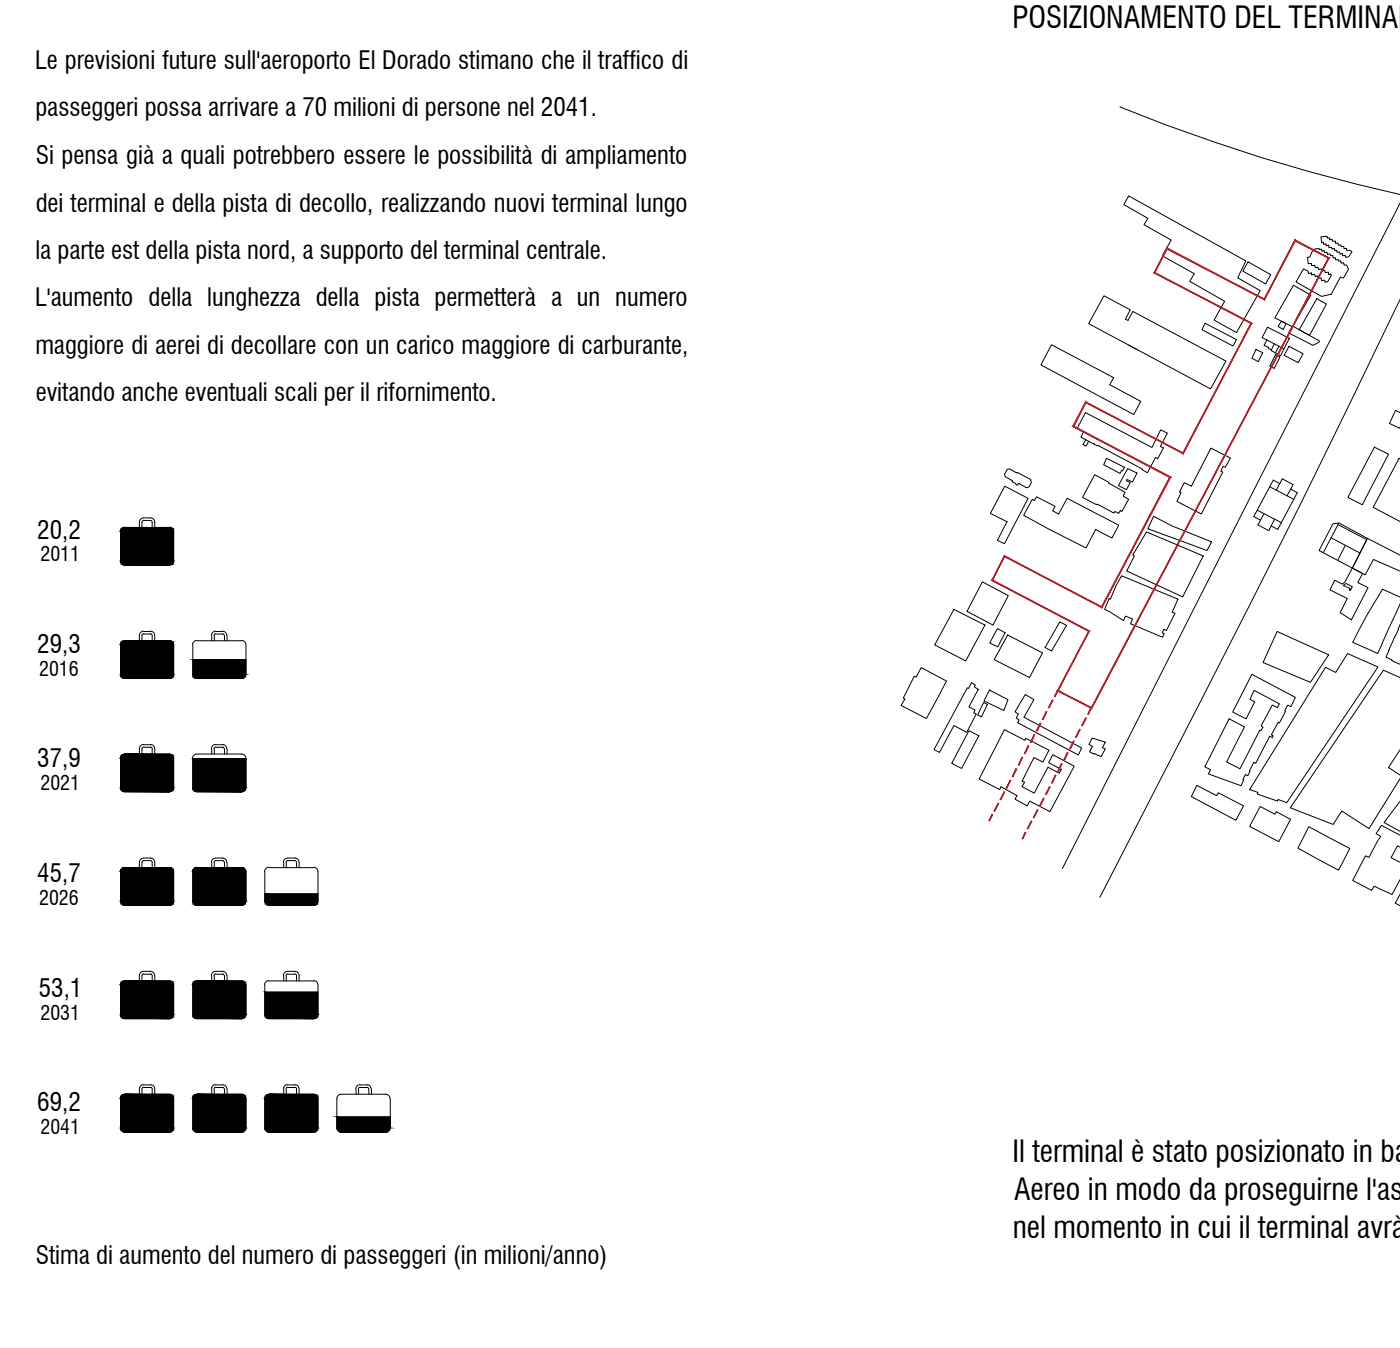 Le previsioni future sull'aeroporto El Dorado stimano che il traffico di
passeggeri possa arrivare a 70 milioni di persone nel 2041.
Si pensa già a quali potrebbero essere le possibilità di ampliamento
dei terminal e della pista di decollo, realizzando nuovi terminal lungo
la parte est della pista nord, a supporto del terminal centrale.
L'aumento della lunghezza della pista permetterà a un numero
maggiore di aerei di decollare con un carico maggiore di carburante,
evitando anche eventuali scali per il rifornimento.
20,2
2011
29,3
2016
37,9
2021
45,7
2026
53,1
2031
69,2
2041
Stima di aumento del numero di passeggeri (in milioni/anno)
POSIZIONAMENTO DEL
Il terminal è stato posizionato in
Aereo in modo da proseguirne
nel momento in cui il terminal avrà